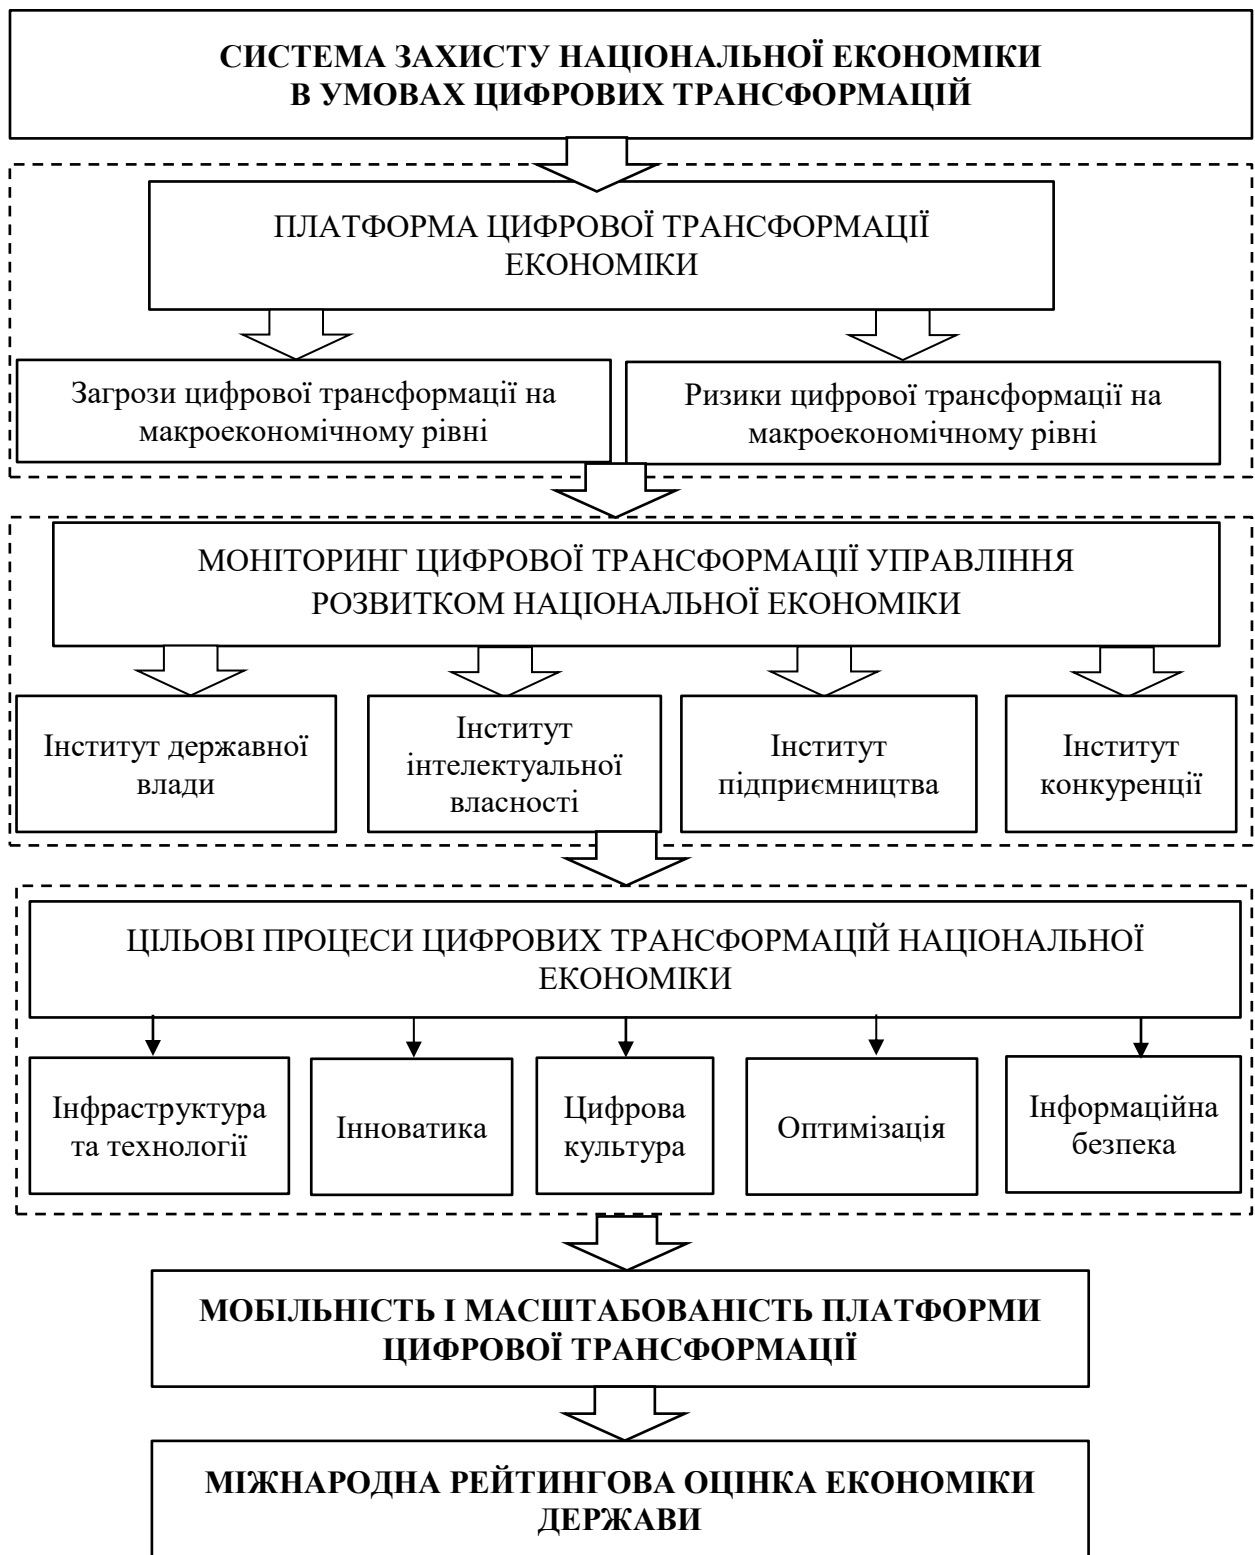 СИСТЕМА ЗАХИСТУ НАЦІОНАЛЬНОЇ ЕКОНОМІКИ
В УМОВАХ ЦИФРОВИХ ТРАНСФОРМАЦІЙ
ПЛАТФОРМА ЦИФРОВОЇ ТРАНСФОРМАЦІЇ
ЕКОНОМІКИ
Загрози цифрової трансформації на
макроекономічному рівні
Ризики цифрової трансформації на
макроекономічному рівні
МОНІТОРИНГ ЦИФРОВОЇ ТРАНСФОРМАЦІЇ УПРАВЛІННЯ
РОЗВИТКОМ НАЦІОНАЛЬНОЇ ЕКОНОМІКИ
Інститут державної
влади
Інститут
інтелектуальної
власності
Інститут
підприємництва
Інститут
конкуренції
ЦІЛЬОВІ ПРОЦЕСИ ЦИФРОВИХ ТРАНСФОРМАЦІЙ НАЦІОНАЛЬНОЇ
ЕКОНОМІКИ
Інфраструктура
та технології
Інноватика
Цифрова
культура
Оптимізація
Інформаційна
безпека
МОБІЛЬНІСТЬ І МАСШТАБОВАНІСТЬ ПЛАТФОРМИ
ЦИФРОВОЇ ТРАНСФОРМАЦІЇ
МІЖНАРОДНА РЕЙТИНГОВА ОЦІНКА ЕКОНОМІКИ
ДЕРЖАВИ